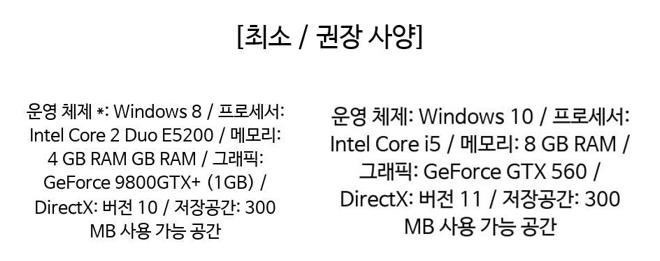 [최소 / 권장 사양]
운영 체제 *: Windows 8 / 프로세서:
Intel Core 2 Duo E5200 / 메모리:
4 GB RAM GB RAM / 그래픽:
GeForce 9800GTX+ (1GB) /
DirectX: 버전 10 / 저장공간: 300
MB 사용 가능 공간
운영 체제: Windows 10 / 프로세서:
Intel Core i5 / 메모리: 8 GB RAM /
그래픽: GeForce GTX 560 /
DirectX: 버전 11 / 저장공간: 300
MB 사용 가능 공간